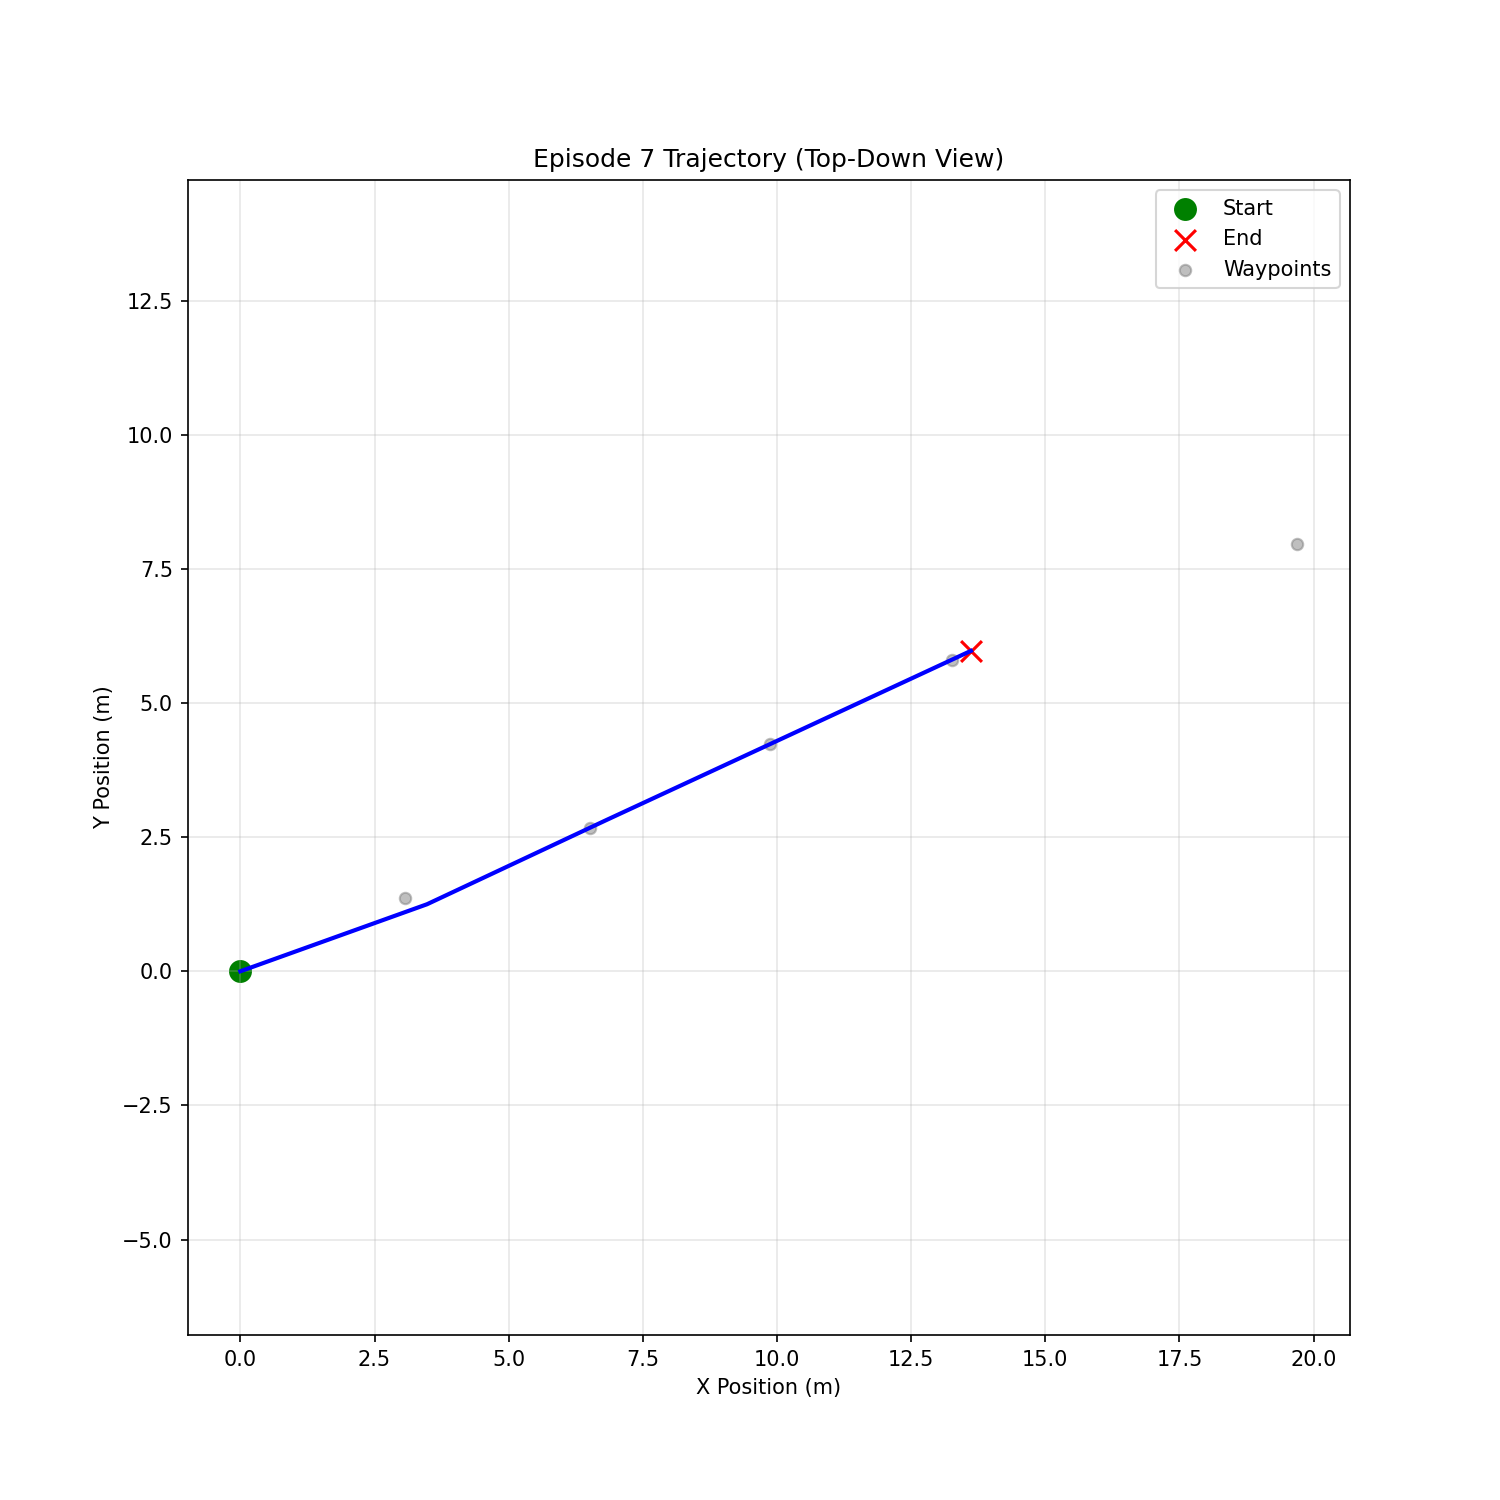 Episode 7 Trajectory (Top-Down View)
Start
End
Waypoints
12.5
10.0
7.5
5.0
2.5
0.0
−2.5
−5.0
Y Position (m)
0.0 2.5 5.0 7.5 10.0 12.5 15.0 17.5 20.0
X Position (m)